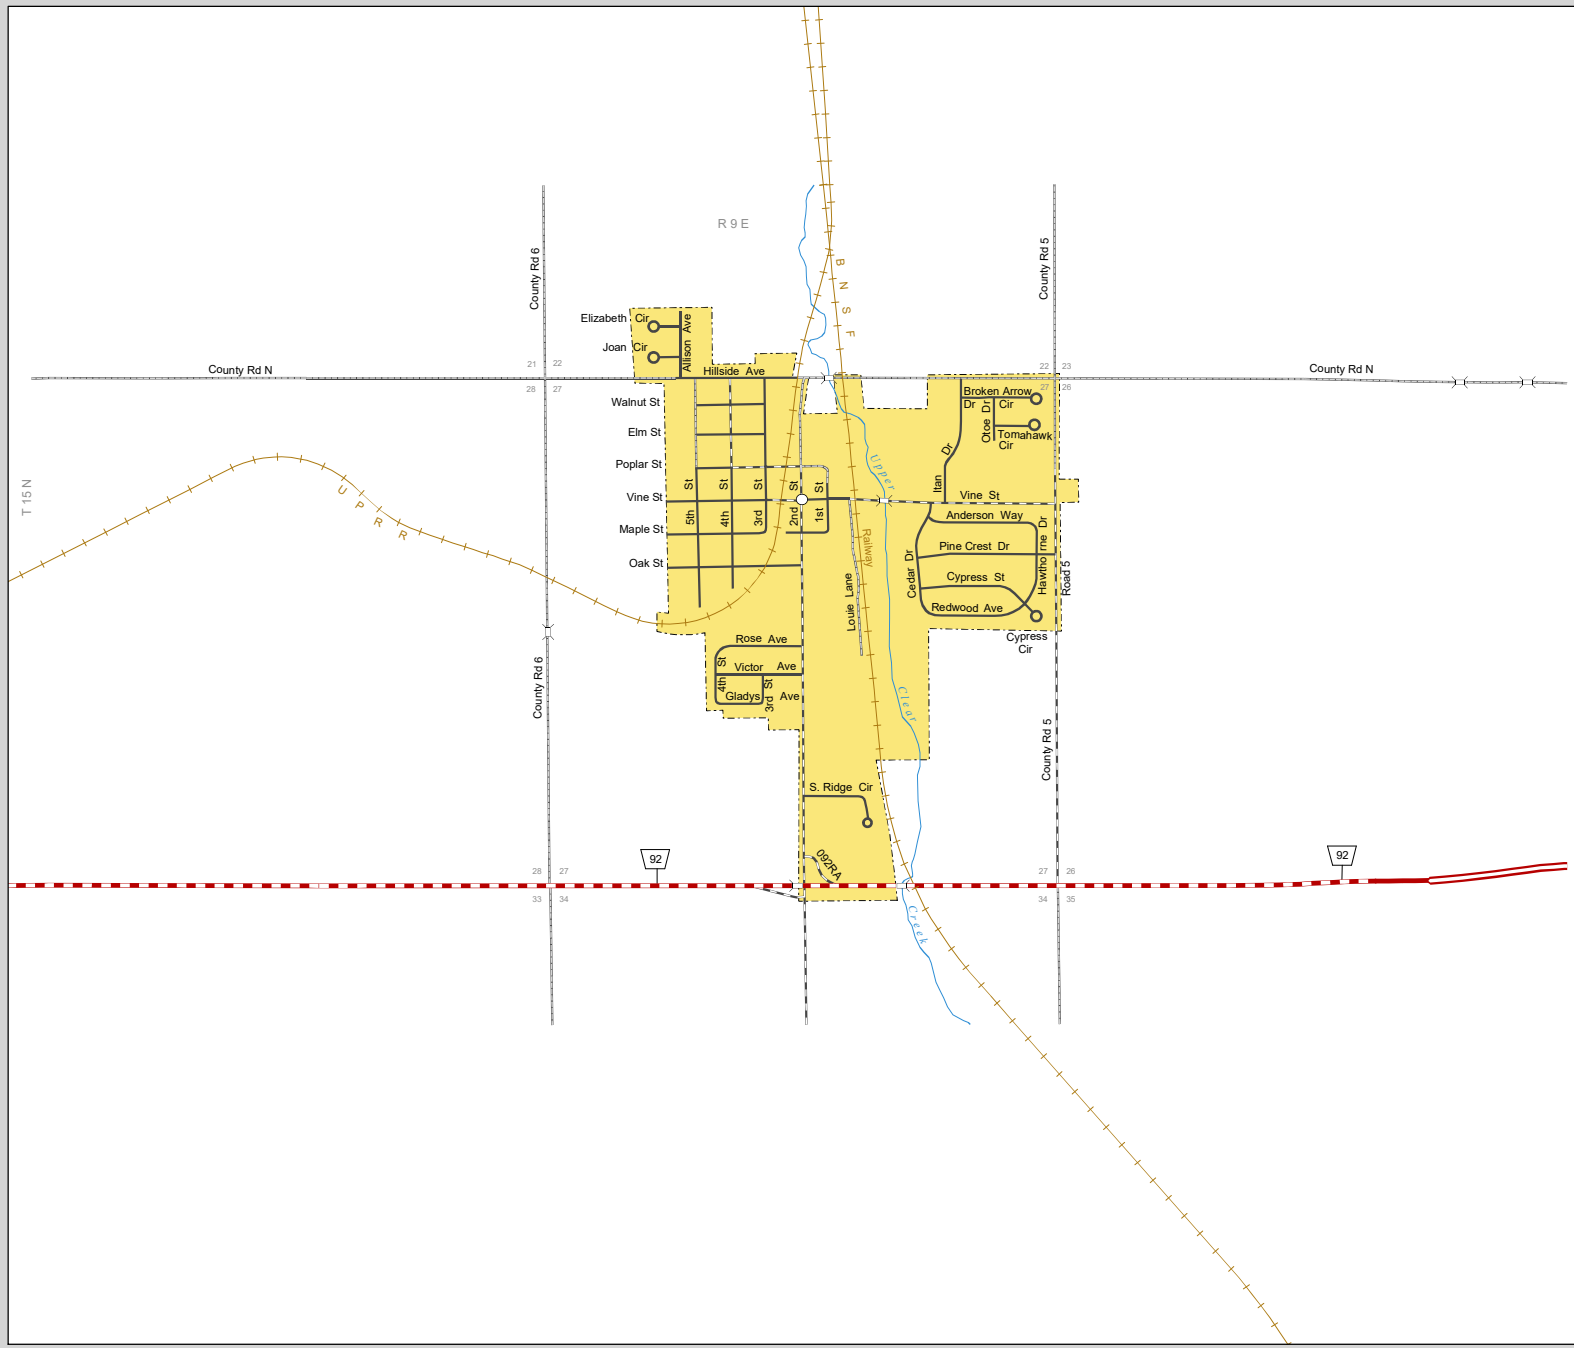 R 9 E
T 15 N
County Rd 6
County Rd 5
B N S F
Elizabeth Cir
Joan Cir
Allison Ave
21 22
28 27
22 23
27 26
County Rd N
Hillside Ave
County Rd N
Walnut St
Elm St
Poplar St
Vine St
Maple St
Oak St
5th St
4th St
3rd St
2nd St
1st St
Broken Arrow
Dr
Cir
Otoe Dr
Tomahawk
Cir
Itan Dr
Upper
Vine St
Anderson Way
Pine Crest Dr
Cypress St
Redwood Ave
Cedar Dr
Hawthorne Dr
Road 5
Cypress
Cir
U P R R
Railway
Louie Lane
Rose Ave
Victor Ave
Gladys Ave
4th St
3rd St
County Rd 6
Clear
County Rd 5
S. Ridge Cir
092RA
92
92
28 27
33 34
27 26
34 35
Creek